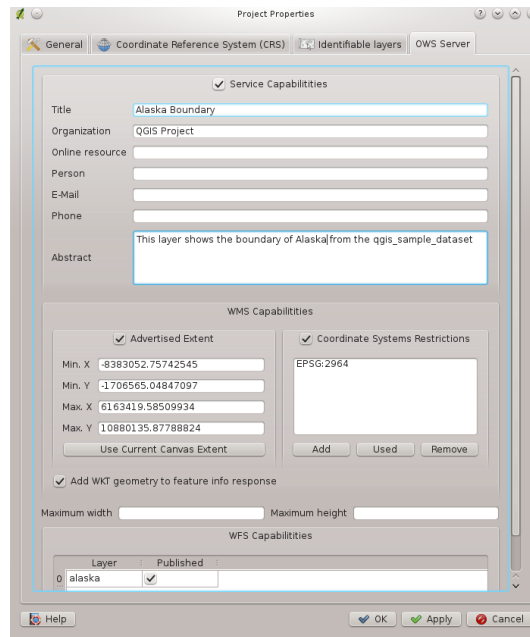 Project Properties
General
Coordinate Reference System (CRS)
Identifiable layers
OWS Server
Service Capabilitities
Title Alaska Boundary
Organization QGIS Project
Online resource
Person
E-Mail
Phone
Abstract This layer shows the boundary of Alaska from the qgis_sample_dataset
WMS Capabilitities
Advertised Extent
Min. X -8383052.75742545
Min. Y -1706565.04847097
Max. X 6163419.58509934
Max. Y 10880135.87788824
Use Current Canvas Extent
Coordinate Systems Restrictions
EPSG:2964
Add Used Remove
Add WKT geometry to feature info response
Maximum width Maximum height
WFS Capabilitities
Layer Published
0 alaska
Help OK Apply Cancel